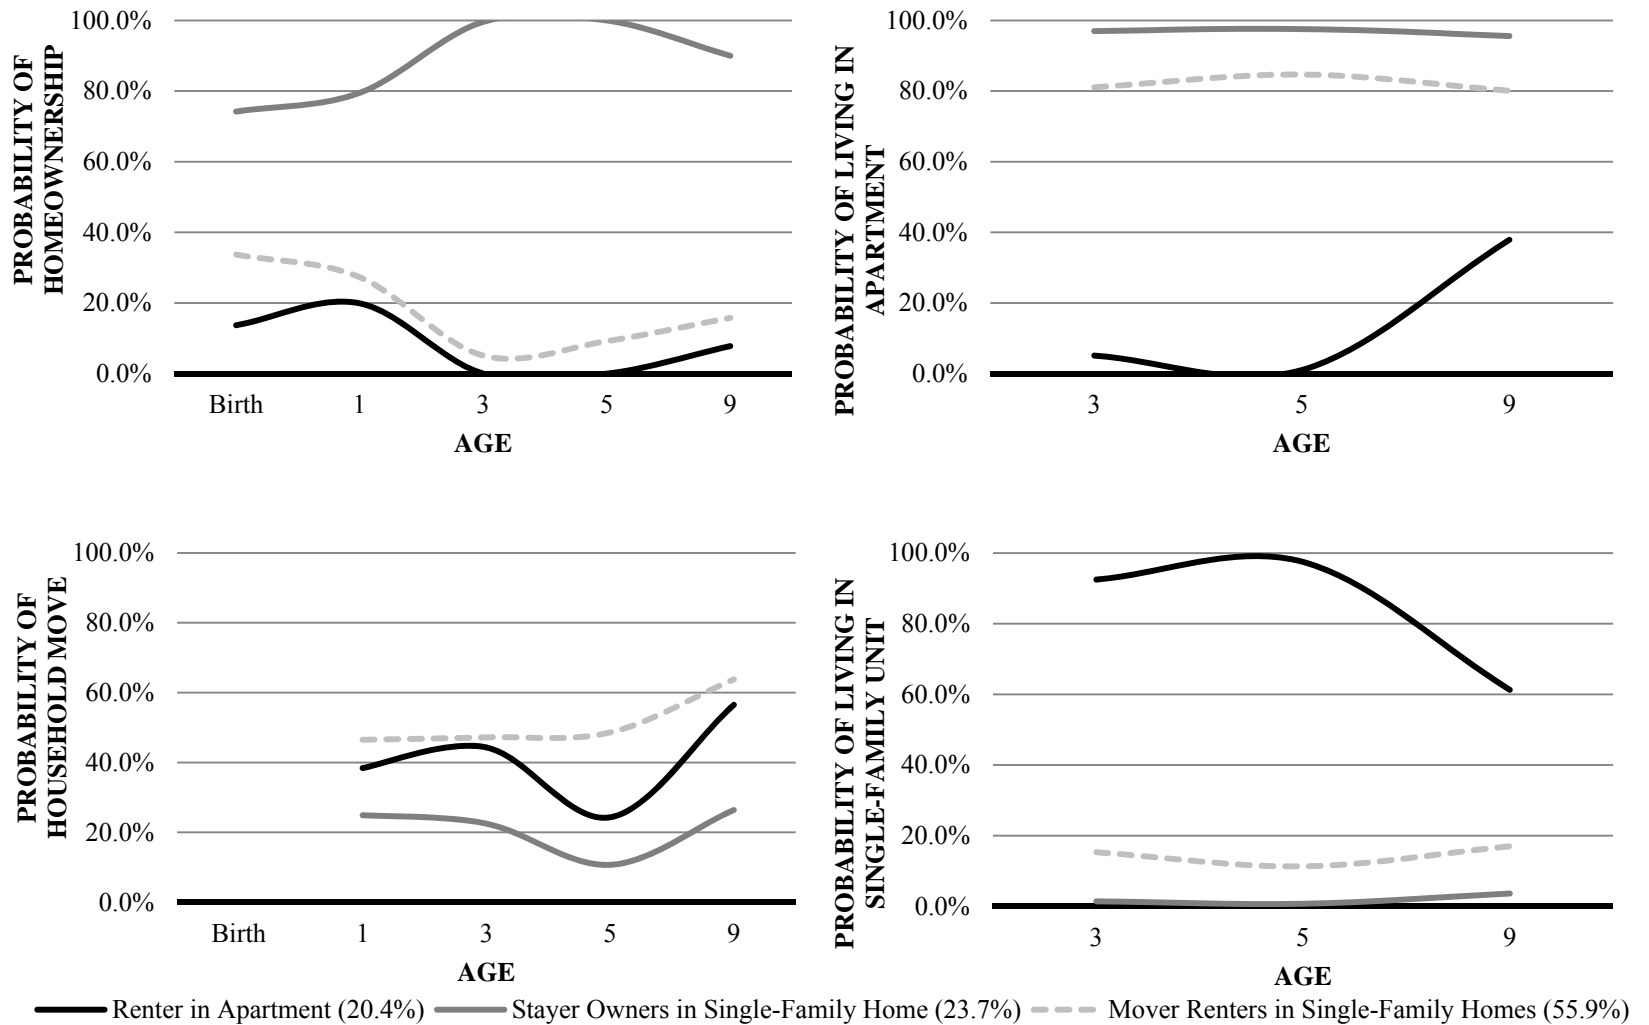 PROBABILITY OF
HOMEOWNERSHIP
100.0%
80.0%
60.0%
40.0%
20.0%
0.0%
Birth 1 3 5 9
AGE
PROBABILITY OF LIVING IN
APARTMENT
100.0%
80.0%
60.0%
40.0%
20.0%
0.0%
3 5 9
AGE
PROBABILITY OF
HOUSEHOLD MOVE
100.0%
80.0%
60.0%
40.0%
20.0%
0.0%
Birth 1 3 5 9
AGE
PROBABILITY OF LIVING IN
SINGLE-FAMILY UNIT
100.0%
80.0%
60.0%
40.0%
20.0%
0.0%
3 5 9
AGE
Renter in Apartment (20.4%) Stayer Owners in Single-Family Home (23.7%) Mover Renters in Single-Family Homes (55.9%)